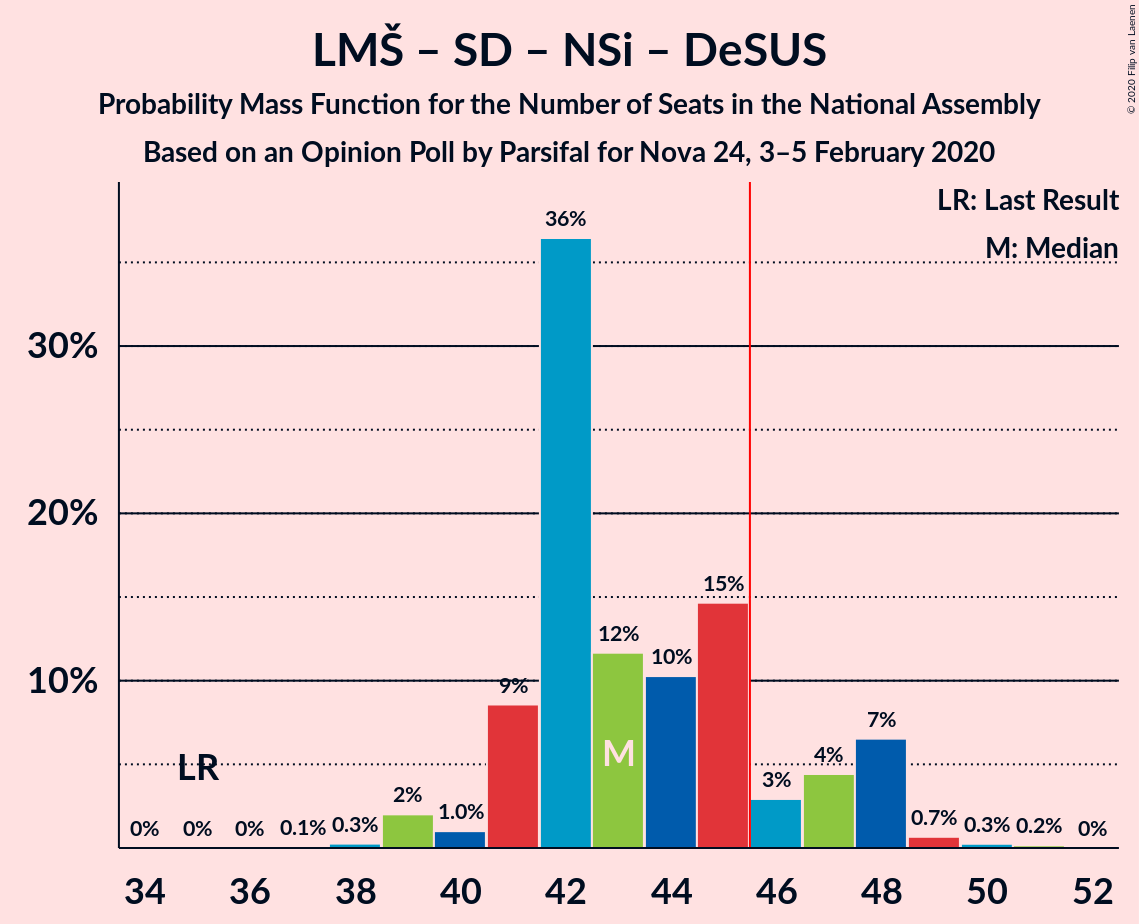 LMŠ – SD – NSi – DeSUS
Probability Mass Function for the Number of Seats in the National Assembly
Based on an Opinion Poll by Parsifal for Nova 24, 3–5 February 2020
© 2020 Filip van Laenen
LR: Last Result
M: Median
36%
30%
20%
15%
12%
10%
10%
9%
7%
M
LR
4%
3%
2%
1.0%
0% 0% 0% 0.1% 0.3% 0.7% 0.3% 0.2% 0%
34 36 38 40 42 44 46 48 50 52